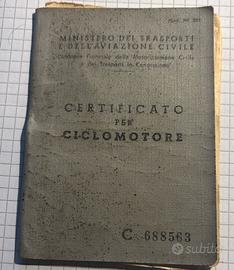 MINISTERO DEI TRASPORTI
E DELL'AVIAZIONE CIVILE
Ispettorato Generale della Motorizzazione Civile
e dei Trasporti in Concessione
CERTIFICATO
PER
CICLOMOTORE
C 688563
subito